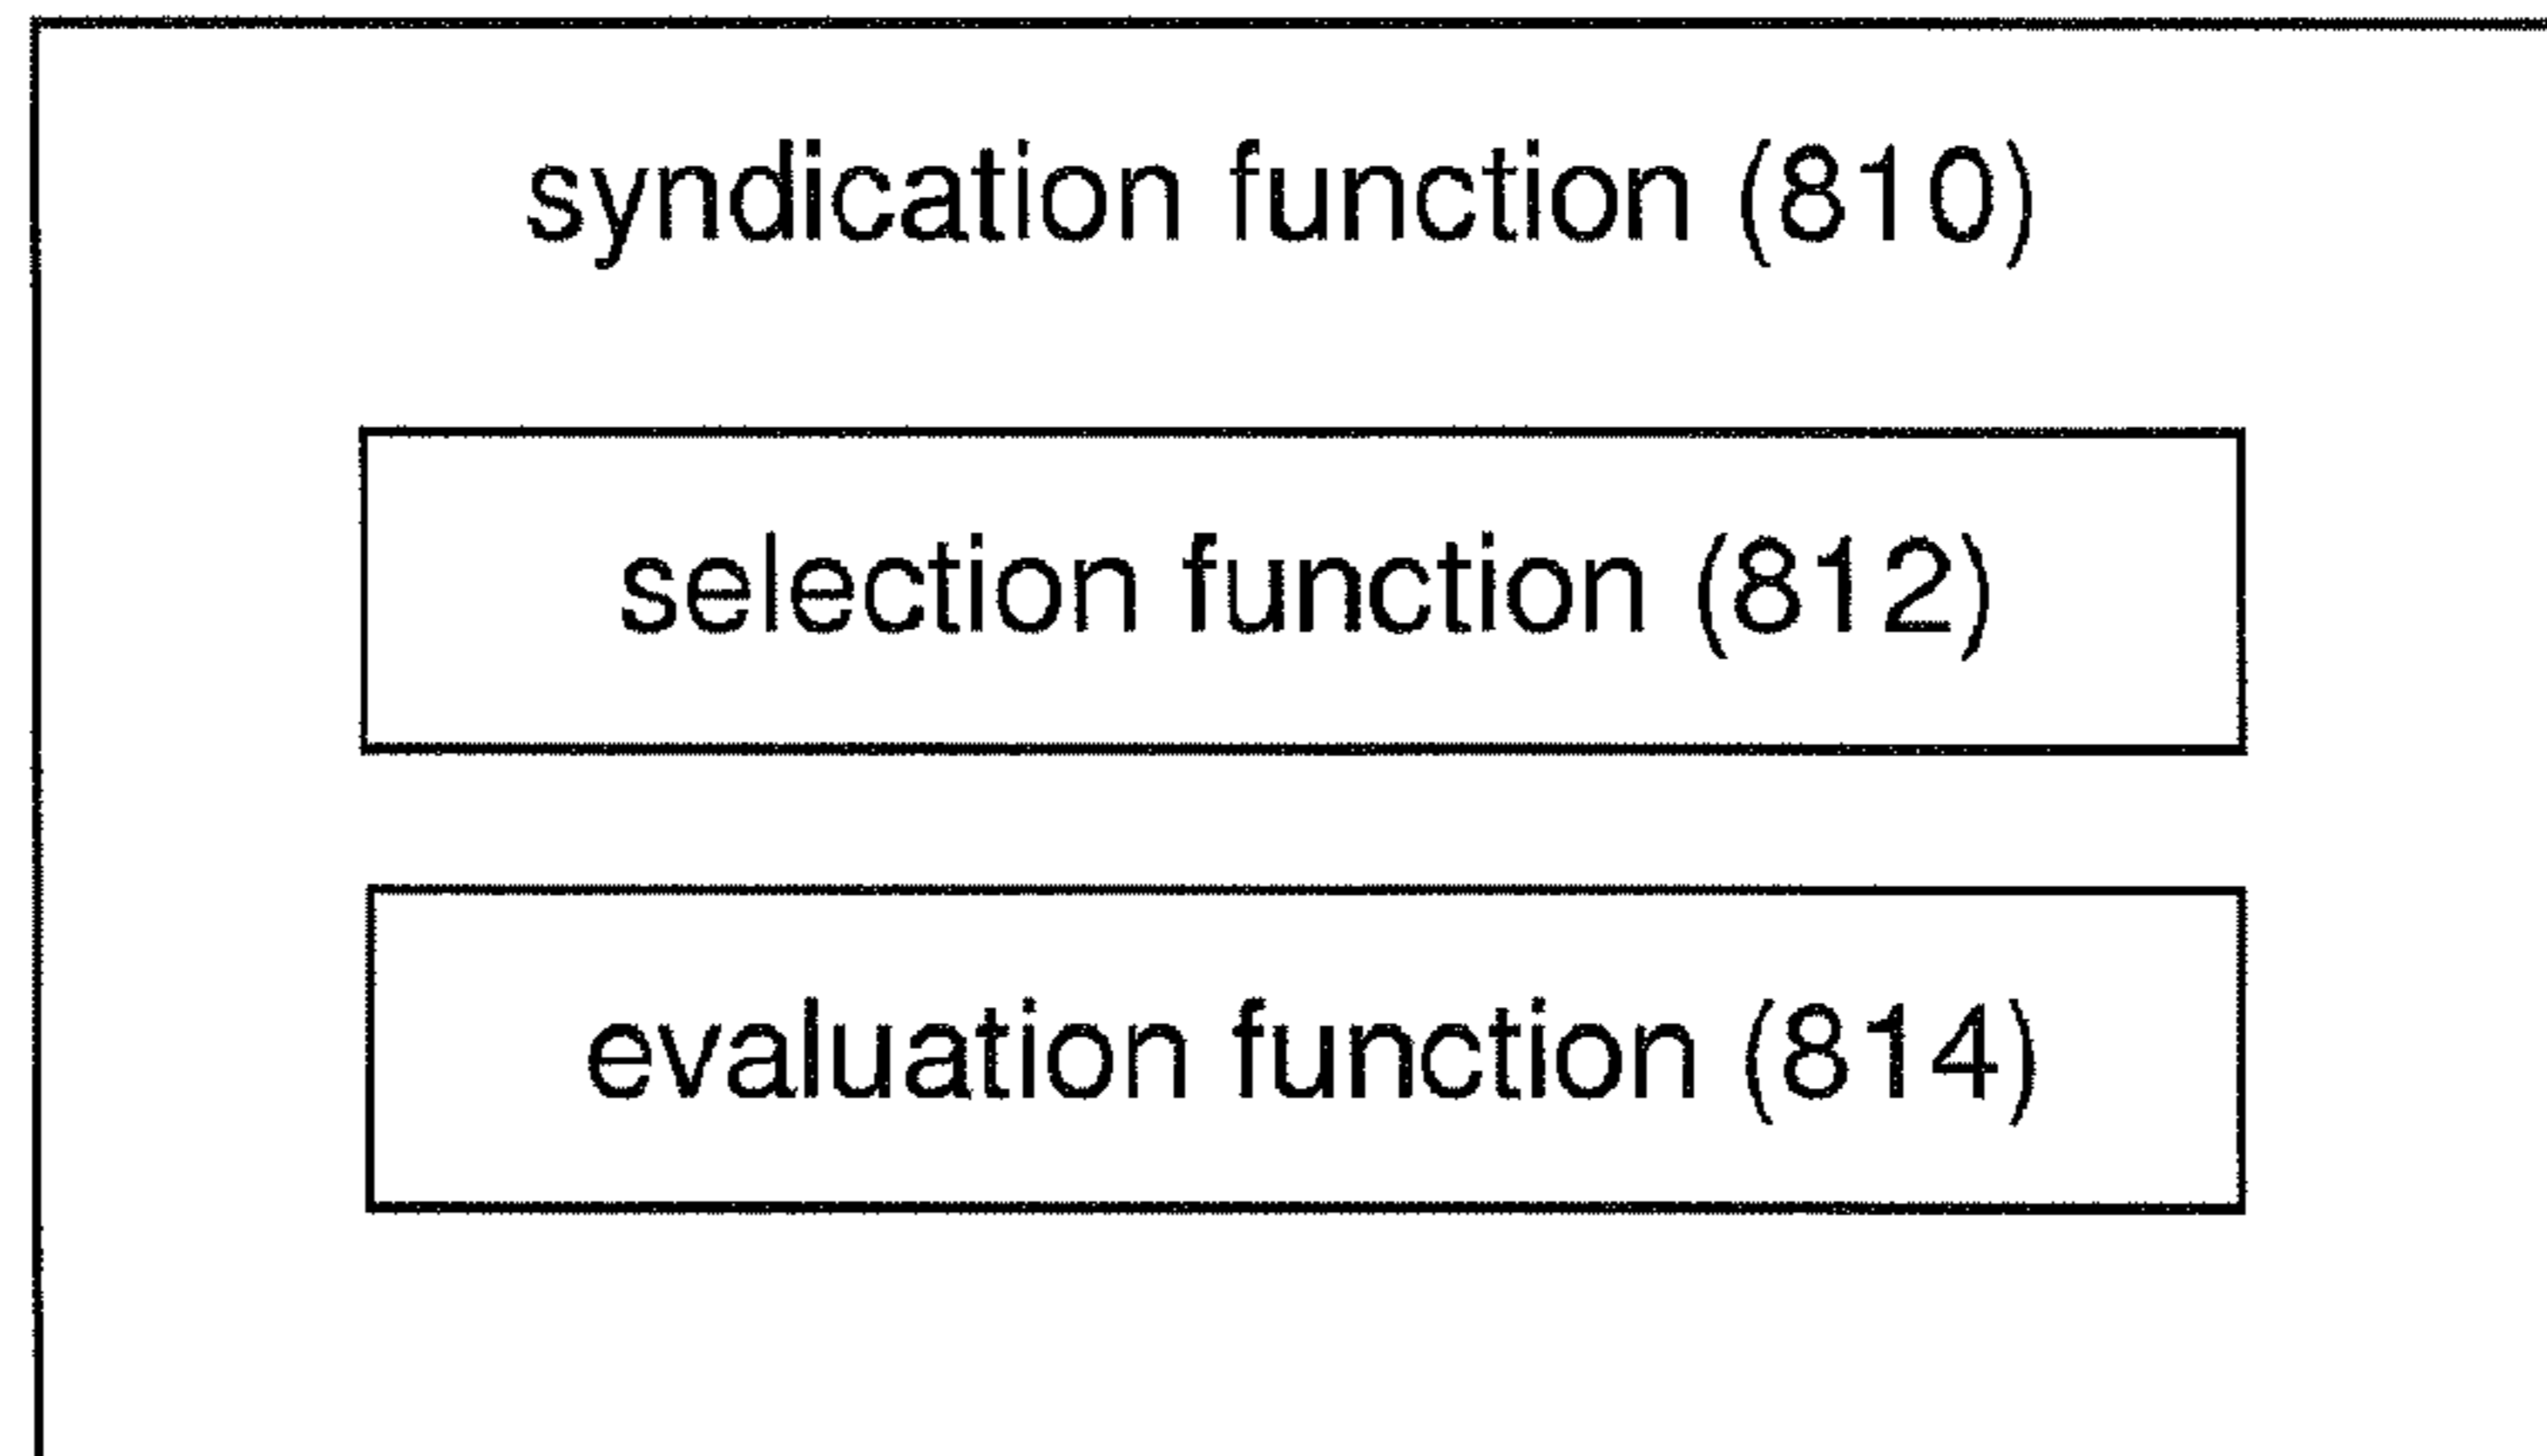 syndication function (810)
selection function (812)
evaluation function (814)